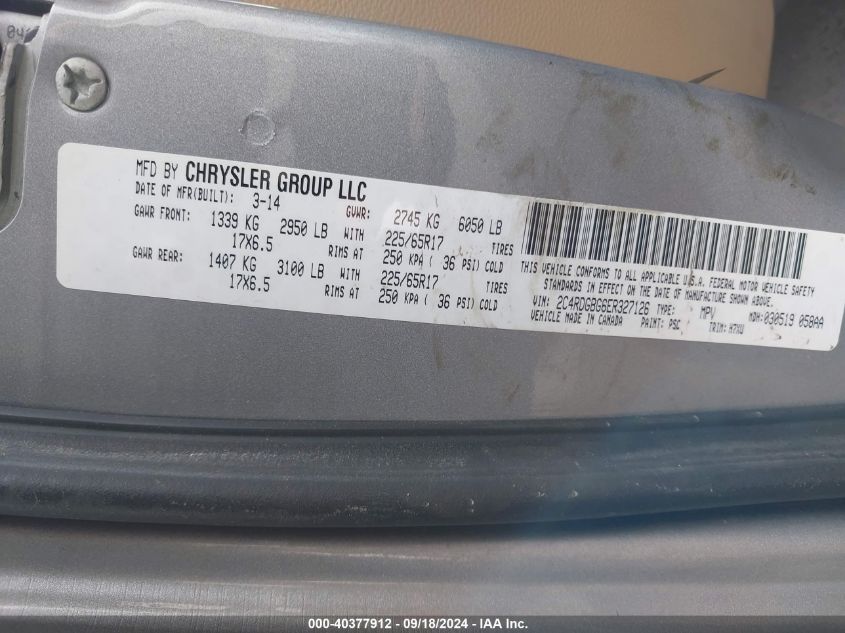 MFD BY CHRYSLER GROUP LLC
DATE OF MFR(BUILT): 3-14 GVWR: 2745 KG 6050 LB
GAWR FRONT: 1339 KG 2950 LB WITH 225/65R17 TIRES
17X6.5 RIMS AT 250 KPA ( 36 PSI) COLD
GAWR REAR: 1407 KG 3100 LB WITH 225/65R17 TIRES
17X6.5 RIMS AT 250 KPA ( 36 PSI) COLD
THIS VEHICLE CONFORMS TO ALL APPLICABLE U.S.A. FEDERAL MOTOR VEHICLE SAFETY
STANDARDS IN EFFECT ON THE DATE OF MANUFACTURE SHOWN ABOVE.
VIN: 2C4RDGBG6ER327126 TYPE: MPV MDH: 030519 058AA
VEHICLE MADE IN CANADA PAINT: PSC TRIM: H7XU
000-40377912 - 09/18/2024 - IAA Inc.